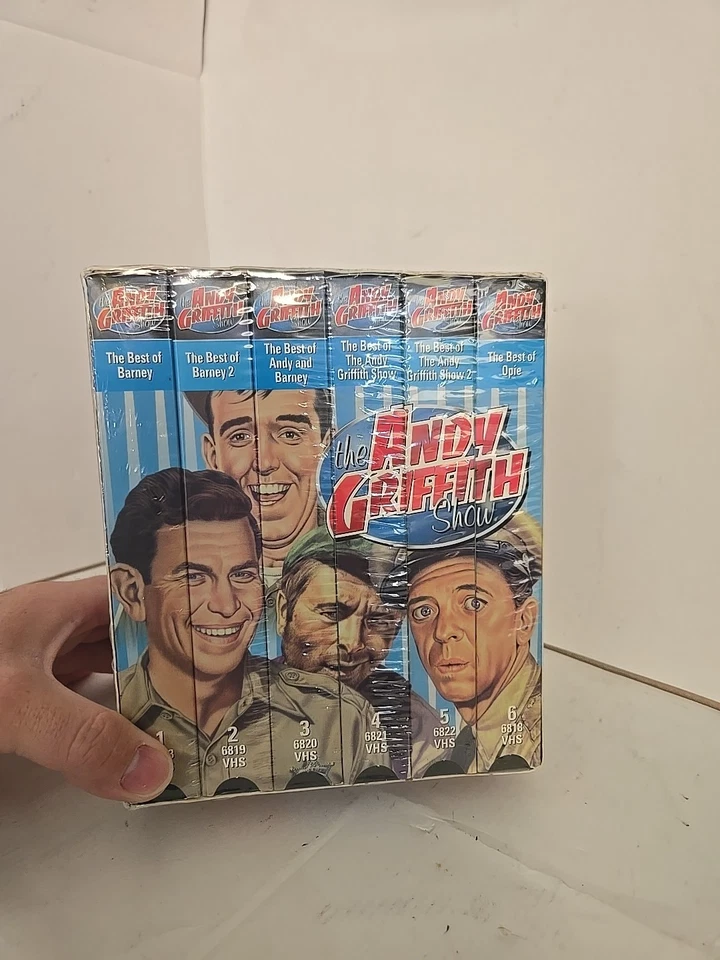 the ANDY GRIFFITH Show
The Best of
Barney
the ANDY GRIFFITH Show
The Best of
Barney 2
the ANDY GRIFFITH Show
The Best of
Andy and
Barney
the ANDY GRIFFITH Show
The Best of
The Andy
Griffith Show
the ANDY GRIFFITH Show
The Best of
The Andy
Griffith Show 2
the ANDY GRIFFITH Show
The Best of
Opie
the ANDY
GRIFFITH
Show
1
2
6819
VHS
3
6820
VHS
4
6821
VHS
5
6822
VHS
6
6818
VHS